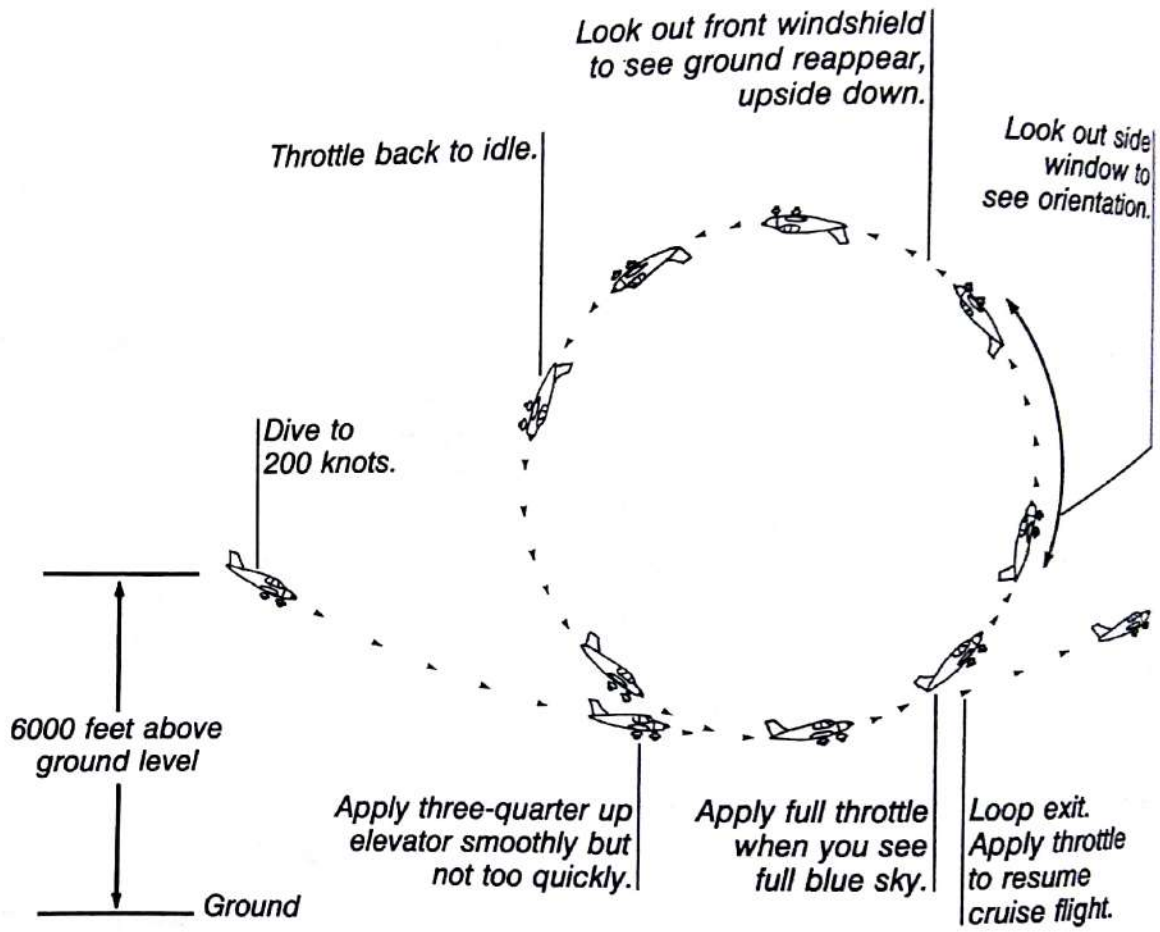 Look out front windshield
to see ground reappear,
upside down.
Look out side
window to
see orientation.
Throttle back to idle.
Dive to
200 knots.
6000 feet above
ground level
Ground
Apply three-quarter up
elevator smoothly but
not too quickly.
Apply full throttle
when you see
full blue sky.
Loop exit.
Apply throttle
to resume
cruise flight.